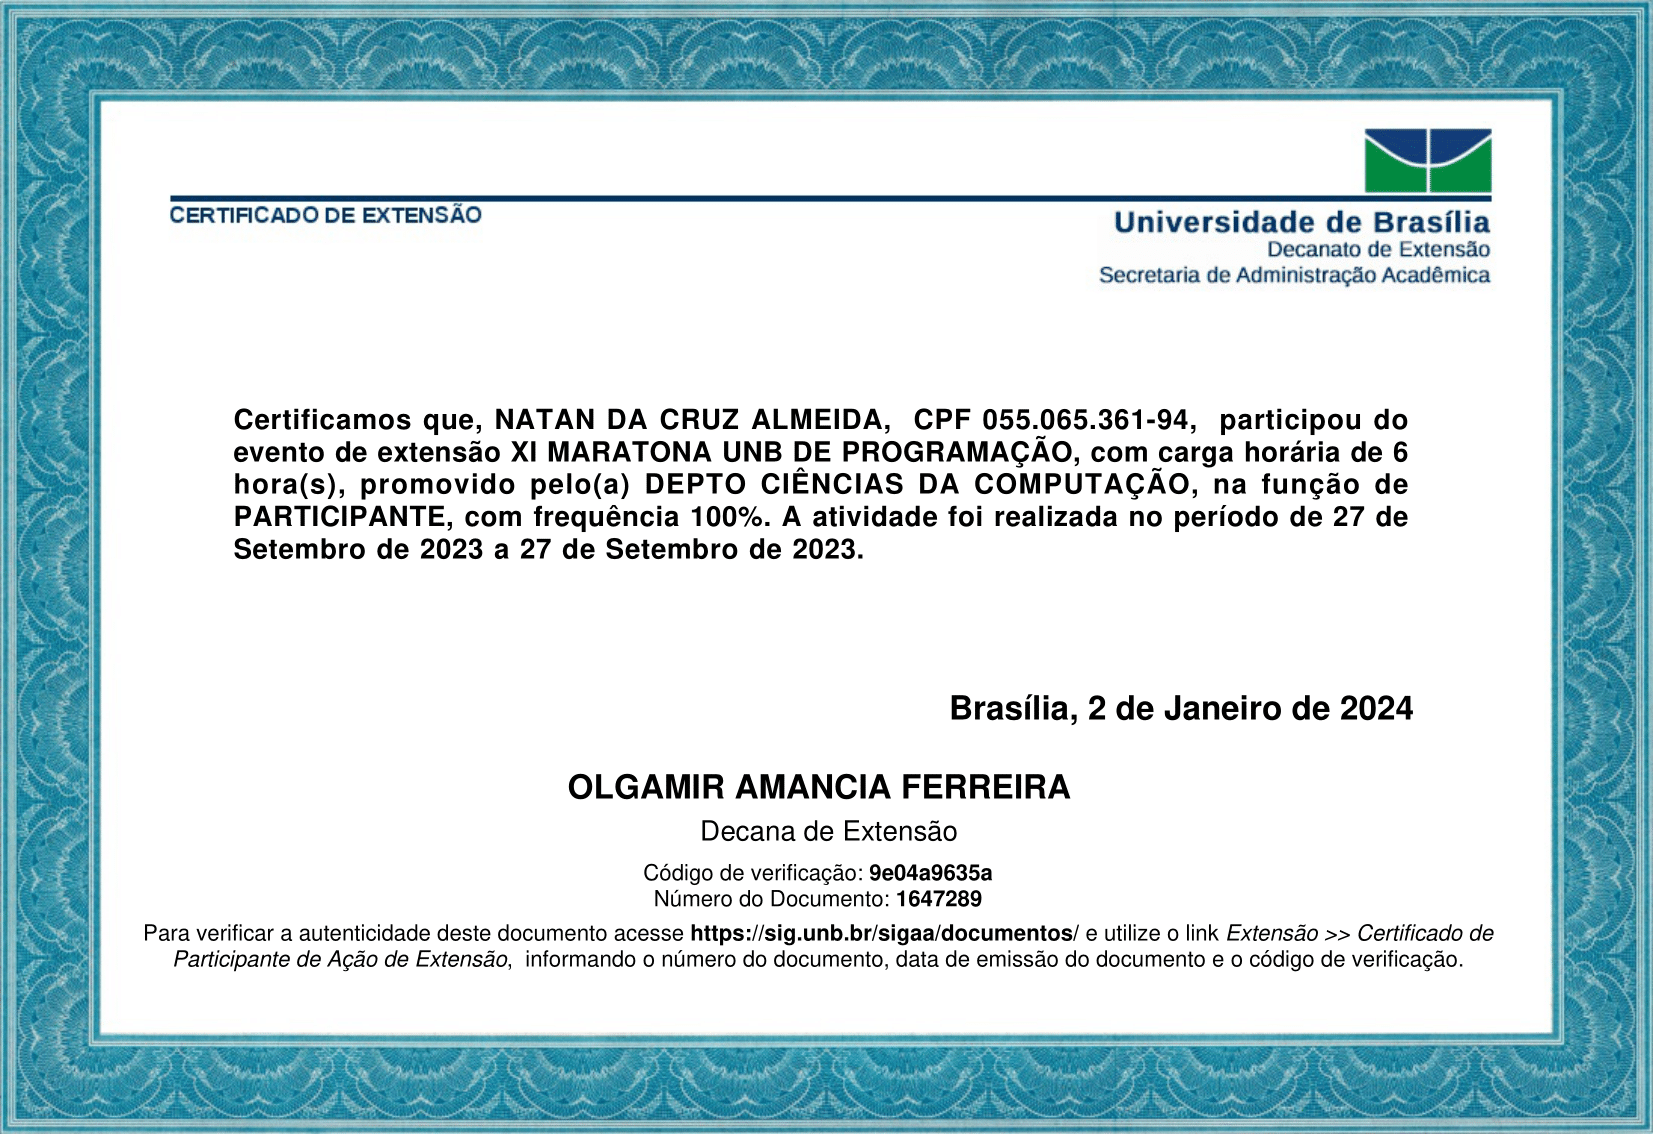 CERTIFICADO DE EXTENSÃO
Universidade de Brasília
Decanato de Extensão
Secretaria de Administração Acadêmica
Certificamos que, NATAN DA CRUZ ALMEIDA, CPF 055.065.361-94, participou do
evento de extensão XI MARATONA UNB DE PROGRAMAÇÃO, com carga horária de 6
hora(s), promovido pelo(a) DEPTO CIÊNCIAS DA COMPUTAÇÃO, na função de
PARTICIPANTE, com frequência 100%. A atividade foi realizada no período de 27 de
Setembro de 2023 a 27 de Setembro de 2023.
Brasília, 2 de Janeiro de 2024
OLGAMIR AMANCIA FERREIRA
Decana de Extensão
Código de verificação: 9e04a9635a
Número do Documento: 1647289
Para verificar a autenticidade deste documento acesse https://sig.unb.br/sigaa/documentos/ e utilize o link Extensão >> Certificado de
Participante de Ação de Extensão, informando o número do documento, data de emissão do documento e o código de verificação.